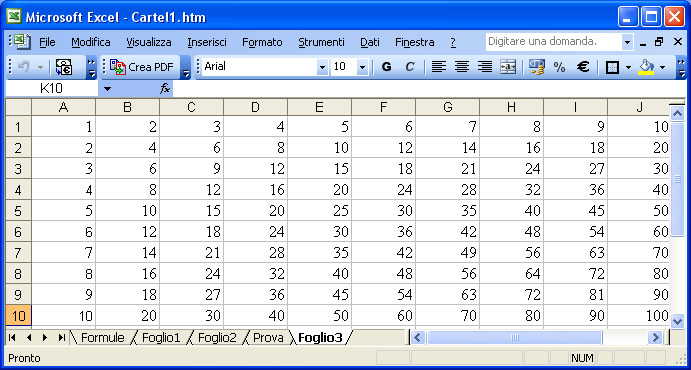 Microsoft Excel - Cartel1.htm
File Modifica Visualizza Inserisci Formato Strumenti Dati Finestra ? Digitare una domanda.
Crea PDF Arial 10 G C S % €
K10 fx
A B C D E F G H I J
1 1 2 3 4 5 6 7 8 9 10
2 2 4 6 8 10 12 14 16 18 20
3 3 6 9 12 15 18 21 24 27 30
4 4 8 12 16 20 24 28 32 36 40
5 5 10 15 20 25 30 35 40 45 50
6 6 12 18 24 30 36 42 48 54 60
7 7 14 21 28 35 42 49 56 63 70
8 8 16 24 32 40 48 56 64 72 80
9 9 18 27 36 45 54 63 72 81 90
10 10 20 30 40 50 60 70 80 90 100
Formule Foglio1 Foglio2 Prova Foglio3
Pronto NUM